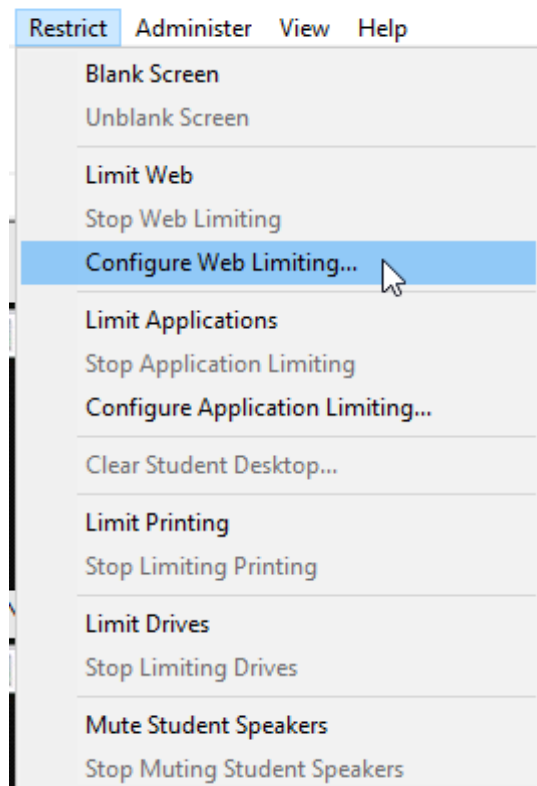 Restrict Administer View Help
Blank Screen
Unblank Screen
Limit Web
Stop Web Limiting
Configure Web Limiting...
Limit Applications
Stop Application Limiting
Configure Application Limiting...
Clear Student Desktop...
Limit Printing
Stop Limiting Printing
Limit Drives
Stop Limiting Drives
Mute Student Speakers
Stop Muting Student Speakers